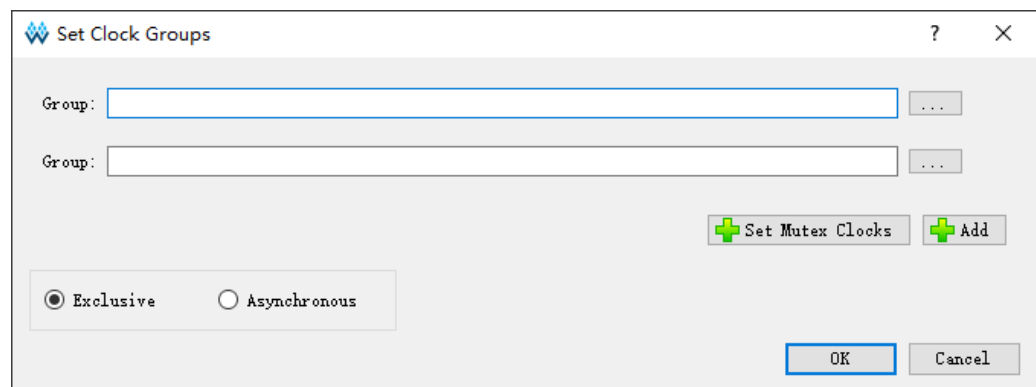 Set Clock Groups ?
Group: ...
Group: ...
Set Mutex Clocks Add
Exclusive Asynchronous
OK Cancel